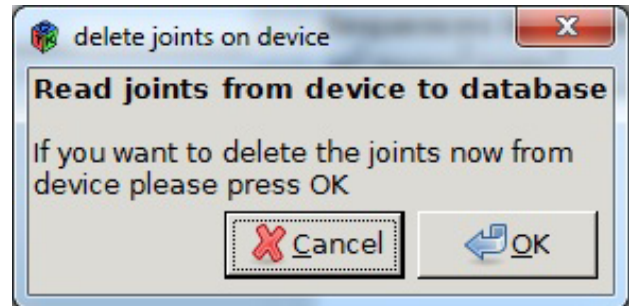 delete joints on device
Read joints from device to database
If you want to delete the joints now from
device please press OK
Cancel
OK